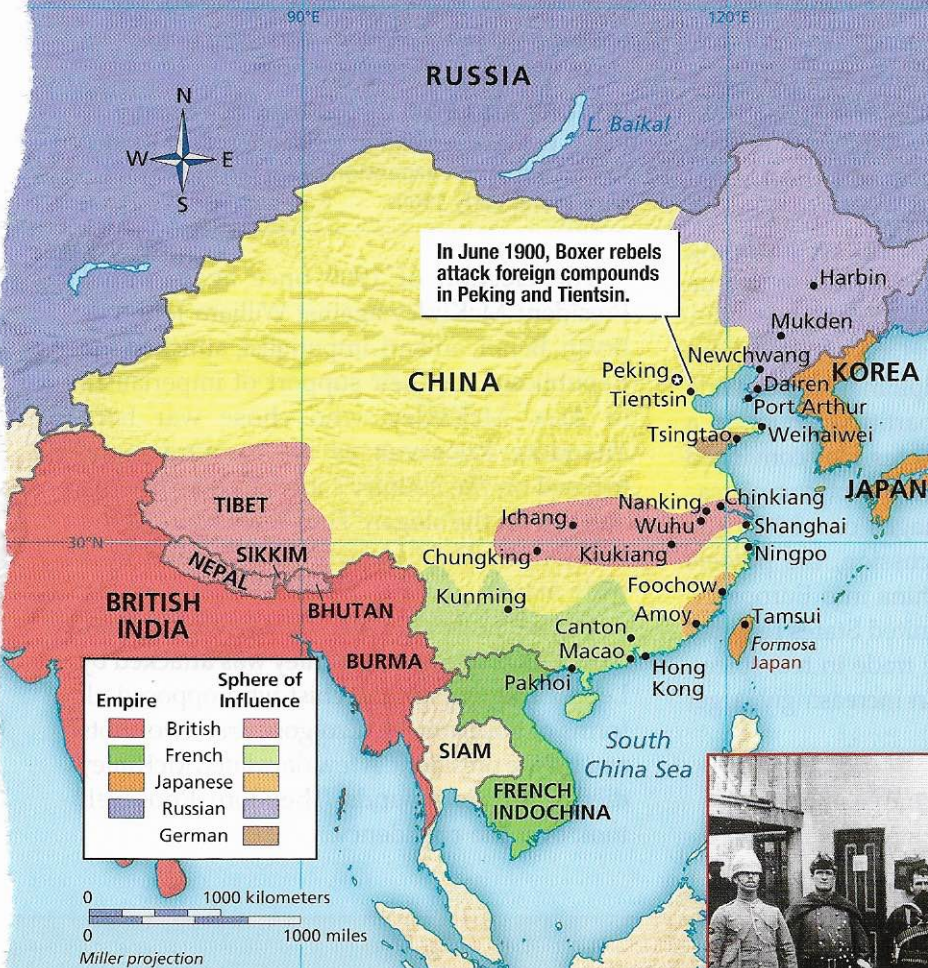 90°E
120°E
RUSSIA
N
W E
S
L. Baikal
In June 1900, Boxer rebels
attack foreign compounds
in Peking and Tientsin.
Harbin
Mukden
Newchwang
Peking
CHINA
KOREA
Dairen
Tientsin
Port Arthur
Tsingtao
Weihaiwei
JAPAN
TIBET
Nanking
Chinkiang
Ichang
Wuhu
Shanghai
30°N
SIKKIM
Chungking
Kiukiang
Ningpo
NEPAL
Foochow
BRITISH
INDIA
BHUTAN
Kunming
Amoy
Tamsui
Canton
Formosa
Japan
BURMA
Macao
Hong
Kong
Pakhoi
Empire
Sphere of
Influence
British
French
Japanese
Russian
German
SIAM
South
China Sea
FRENCH
INDOCHINA
0 1000 kilometers
0 1000 miles
Miller projection